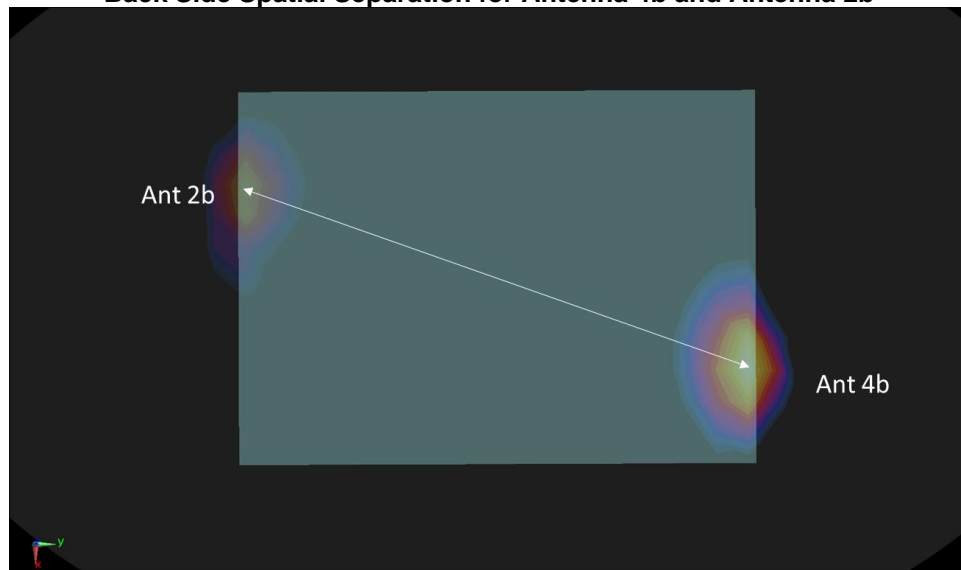 Back Side Spatial Separation for Antenna 4b and Antenna 2b
Ant 2b
Ant 4b
y
x